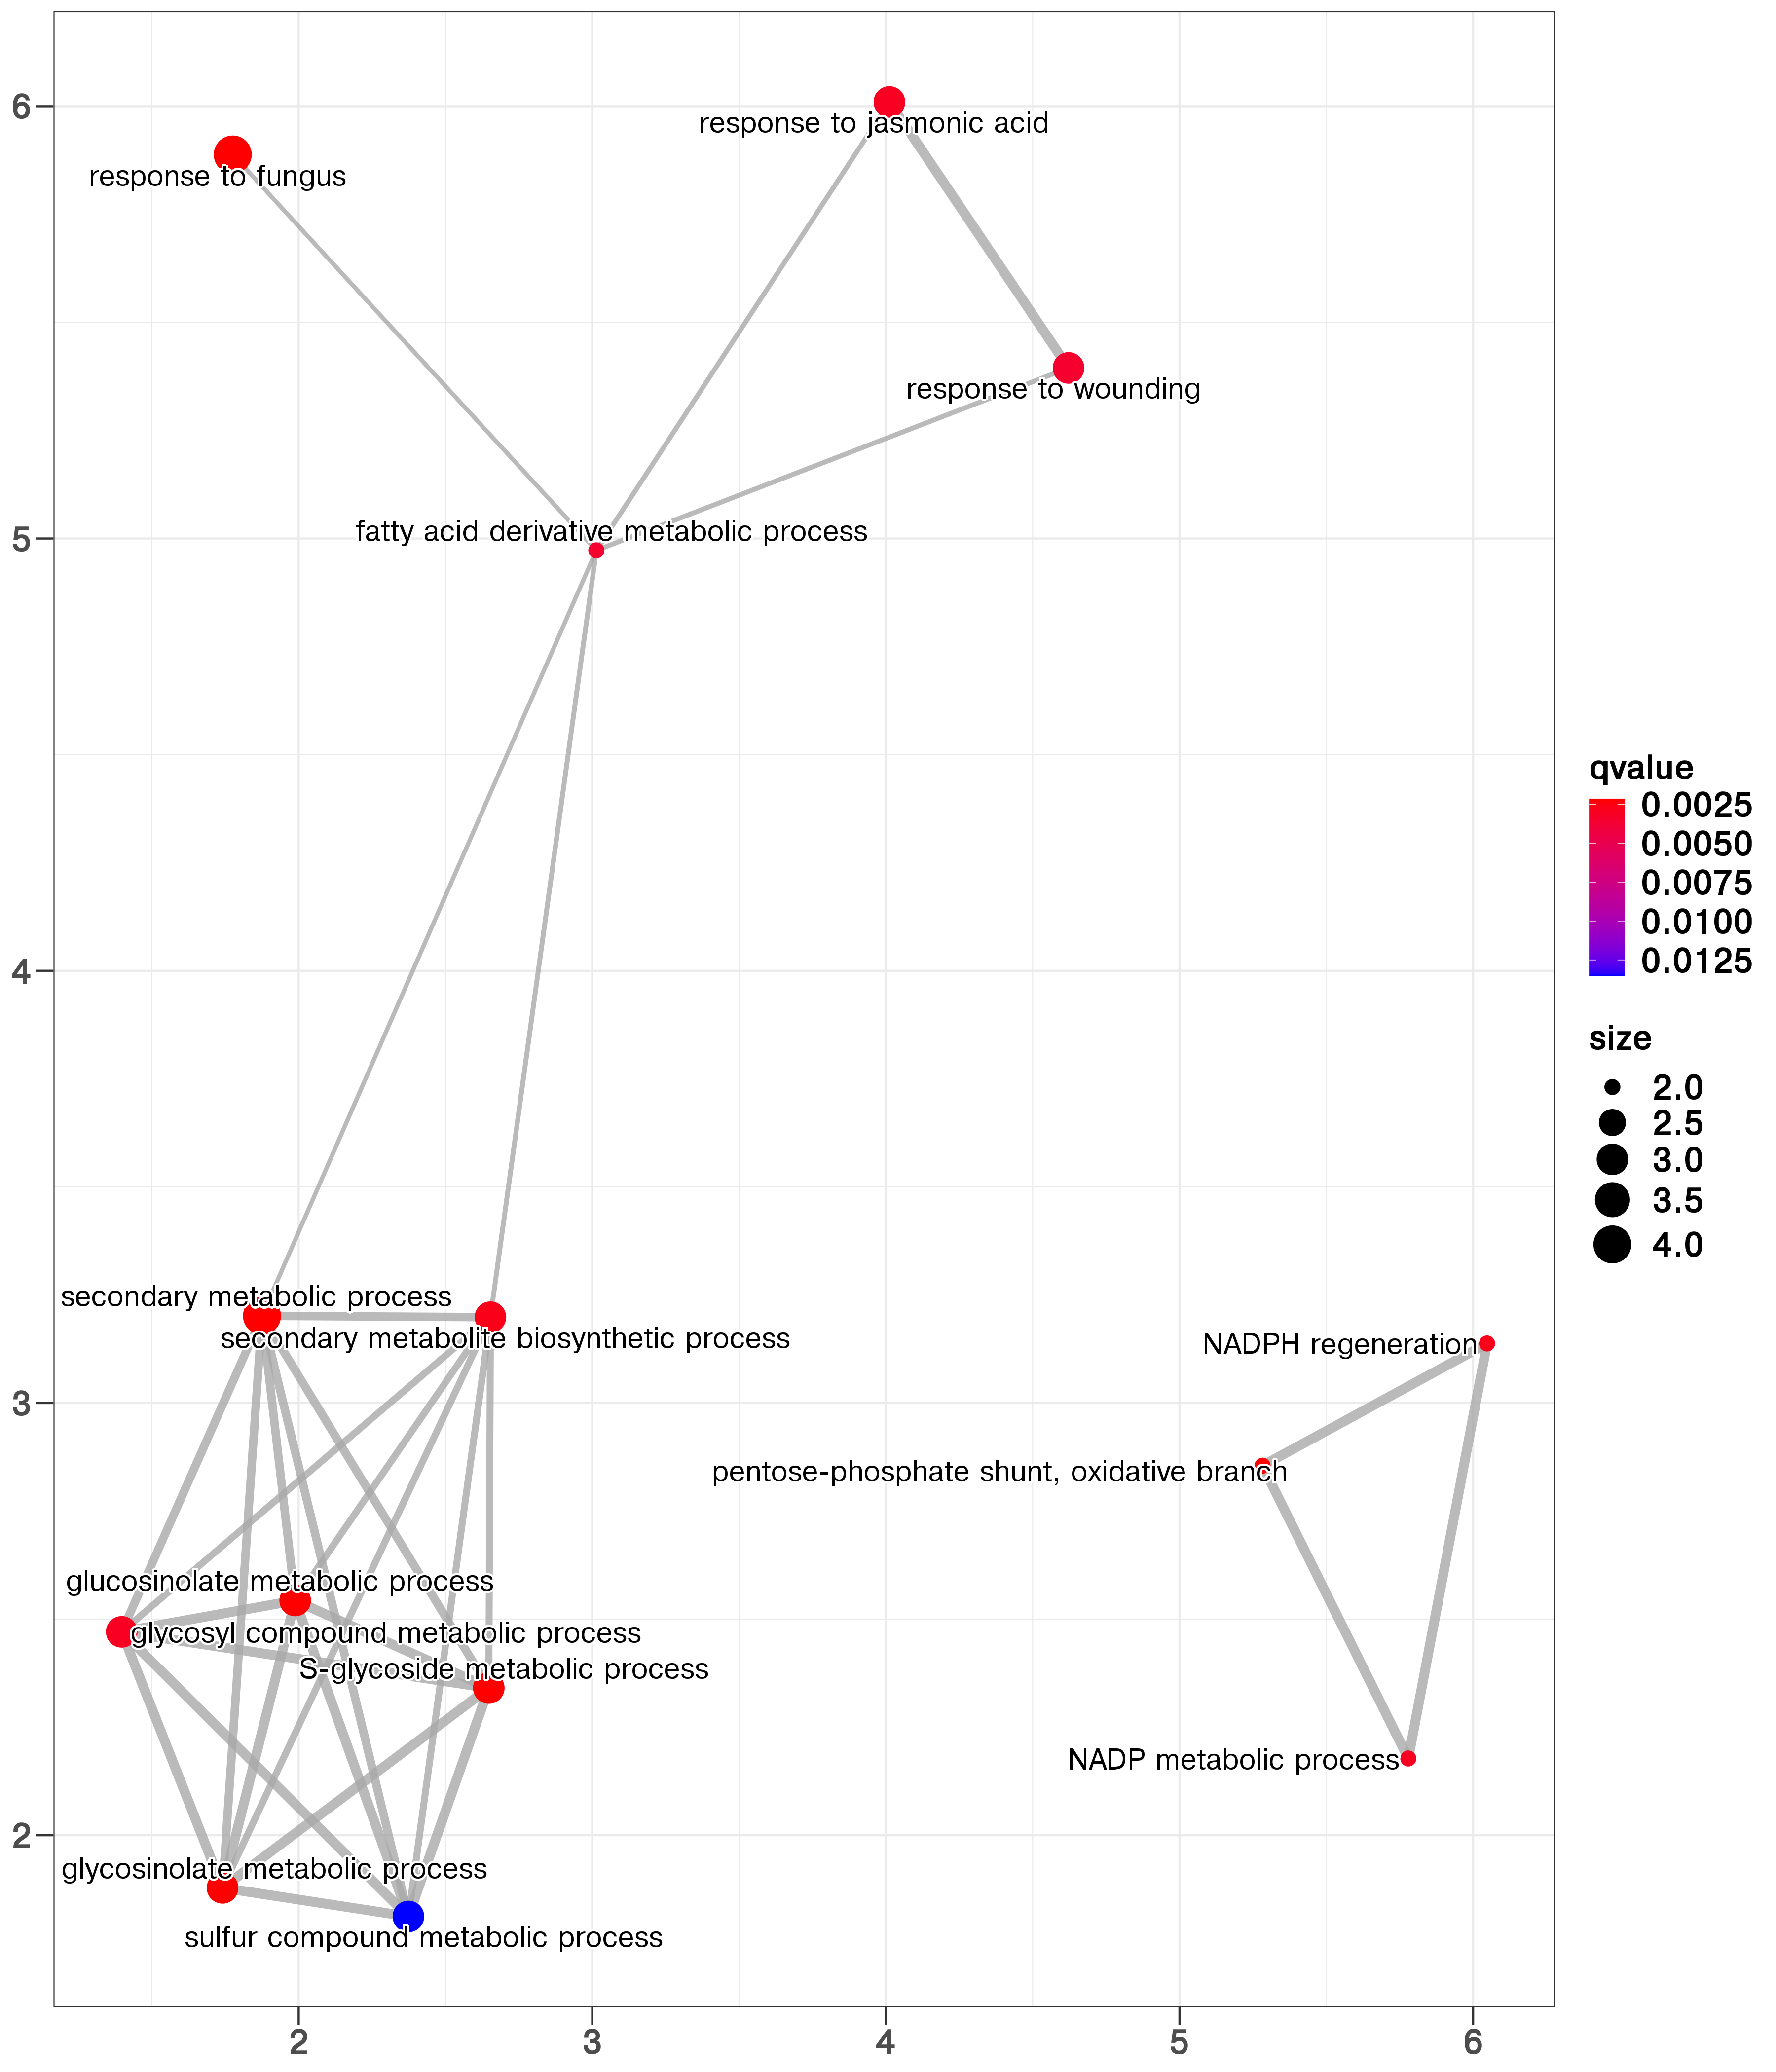 6
response to jasmonic acid
response to fungus
response to wounding
5
fatty acid derivative metabolic process
qvalue
0.0025
0.0050
0.0075
0.0100
0.0125
4
size
2.0
2.5
3.0
3.5
4.0
secondary metabolic process
secondary metabolite biosynthetic process
NADPH regeneration
3
pentose-phosphate shunt, oxidative branch
glucosinolate metabolic process
glycosyl compound metabolic process
S-glycoside metabolic process
NADP metabolic process
2
glycosinolate metabolic process
sulfur compound metabolic process
2 3 4 5 6